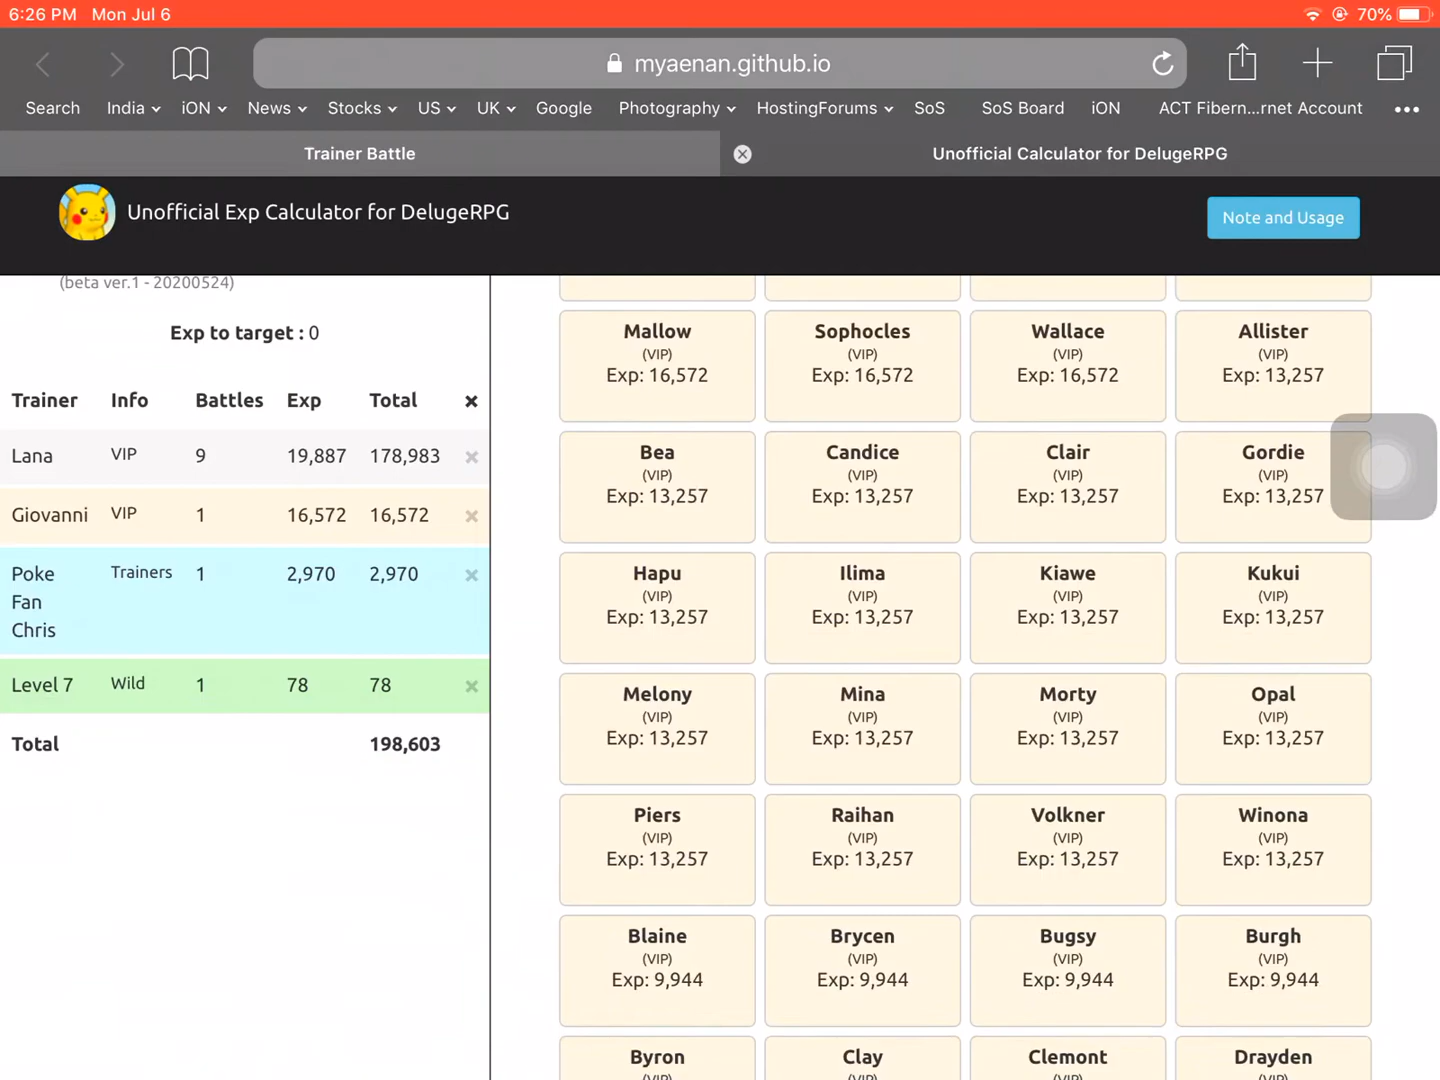 6:26 PM Mon Jul 6 70%
myaenan.github.io
Search India iON News Stocks US UK Google Photography HostingForums SoS SoS Board iON ACT Fibern...rnet Account
Trainer Battle Unofficial Calculator for DelugeRPG
Unofficial Exp Calculator for DelugeRPG Note and Usage
(beta ver.1 - 20200524)
Exp to target : 0
Trainer Info Battles Exp Total ×
Lana VIP 9 19,887 178,983 ×
Giovanni VIP 1 16,572 16,572 ×
Poke Trainers 1 2,970 2,970 ×
Fan
Chris
Level 7 Wild 1 78 78 ×
Total 198,603
Mallow Sophocles Wallace Allister
(VIP) (VIP) (VIP) (VIP)
Exp: 16,572 Exp: 16,572 Exp: 16,572 Exp: 13,257
Bea Candice Clair Gordie
(VIP) (VIP) (VIP) (VIP)
Exp: 13,257 Exp: 13,257 Exp: 13,257 Exp: 13,257
Hapu Ilima Kiawe Kukui
(VIP) (VIP) (VIP) (VIP)
Exp: 13,257 Exp: 13,257 Exp: 13,257 Exp: 13,257
Melony Mina Morty Opal
(VIP) (VIP) (VIP) (VIP)
Exp: 13,257 Exp: 13,257 Exp: 13,257 Exp: 13,257
Piers Raihan Volkner Winona
(VIP) (VIP) (VIP) (VIP)
Exp: 13,257 Exp: 13,257 Exp: 13,257 Exp: 13,257
Blaine Brycen Bugsy Burgh
(VIP) (VIP) (VIP) (VIP)
Exp: 9,944 Exp: 9,944 Exp: 9,944 Exp: 9,944
Byron Clay Clemont Drayden
(VIP) (VIP) (VIP) (VIP)